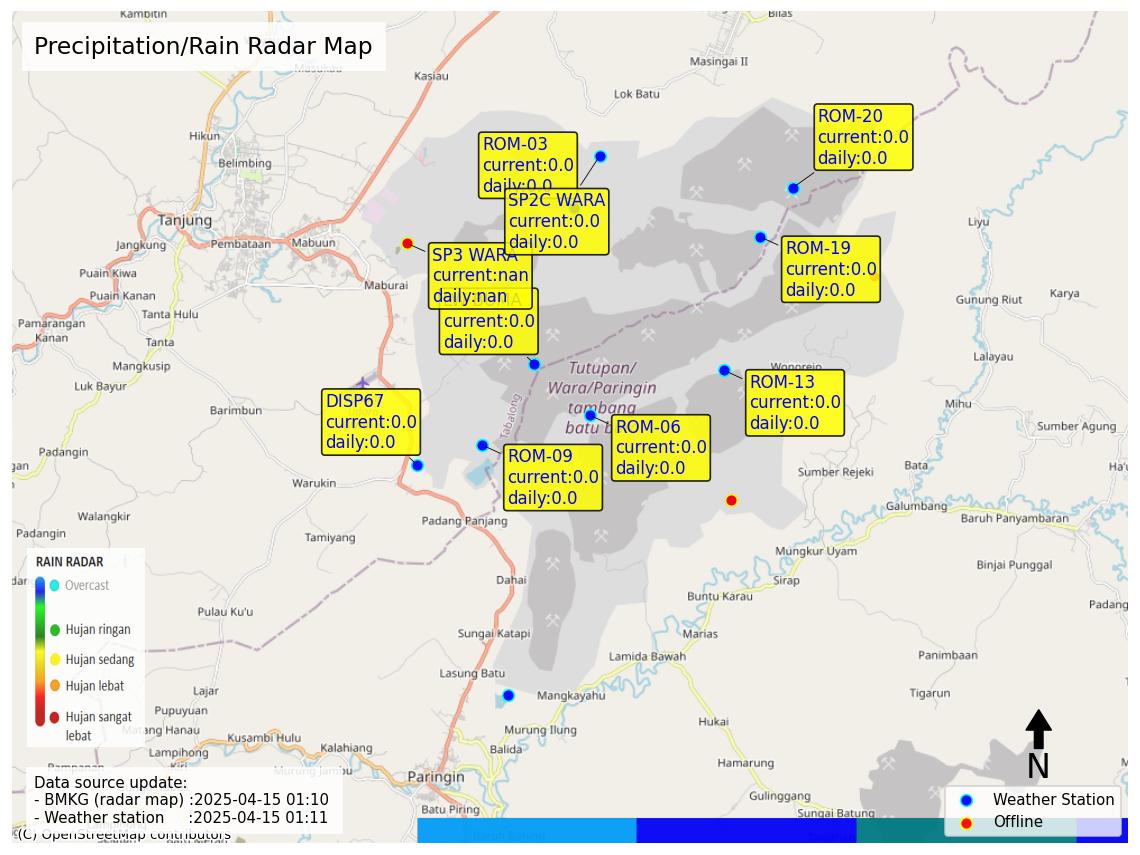 Kambitin
Bilas
Precipitation/Rain Radar Map
Masukau
Kasiau
Masingai II
Lok Batu
Hikun
Belimbing
ROM-03
current:0.0
daily:0.0
ROM-20
current:0.0
daily:0.0
SP2C WARA
current:0.0
daily:0.0
Tanjung
Jangkung
Pembataan
Mabuun
Liyu
SP3 WARA
current:nan
daily:nan
ROM-19
current:0.0
daily:0.0
Puain Kiwa
Puain Kanan
Maburai
Gunung Riut
Karya
current:0.0
daily:0.0
Tanta Hulu
Pamarangan
Kanan
Tanta
Mangkusip
Luk Bayur
Lalayau
Wonorejo
Tutupan/
Wara/Paringin
tambang
batu b
Tabalong
ROM-13
current:0.0
daily:0.0
DISP67
current:0.0
daily:0.0
Barimbun
Mihu
Sumber Agung
ROM-06
current:0.0
daily:0.0
ROM-09
current:0.0
daily:0.0
Padangin
gan
Bata
Sumber Rejeki
Warukin
Galumbang
Baruh Panyambaran
Walangkir
Padang Panjang
Padangin
Tamiyang
Mungkur Uyam
Binjai Punggal
RAIN RADAR
Overcast
Hujan ringan
Hujan sedang
Hujan lebat
Hujan sangat
lebat
Dahai
Sirap
Buntu Karau
Padang
Pulau Ku'u
Sungai Katapi
Marias
Lamida Bawah
Panimbaan
Lasung Batu
Lajar
Mangkayahu
Tigarun
Pupuyuan
Matang Hanau
Murung Ilung
Hukai
Kusambi Hulu
Kalahiang
Lampihong
Balida
Hamarung
N
Murung Jambu
Paringin
Data source update:
- BMKG (radar map) :2025-04-15 01:10
- Weather station :2025-04-15 01:11
Batu Piring
Gulinggang
Sungai Batung
Weather Station
Offline
(C) OpenStreetMap contributors